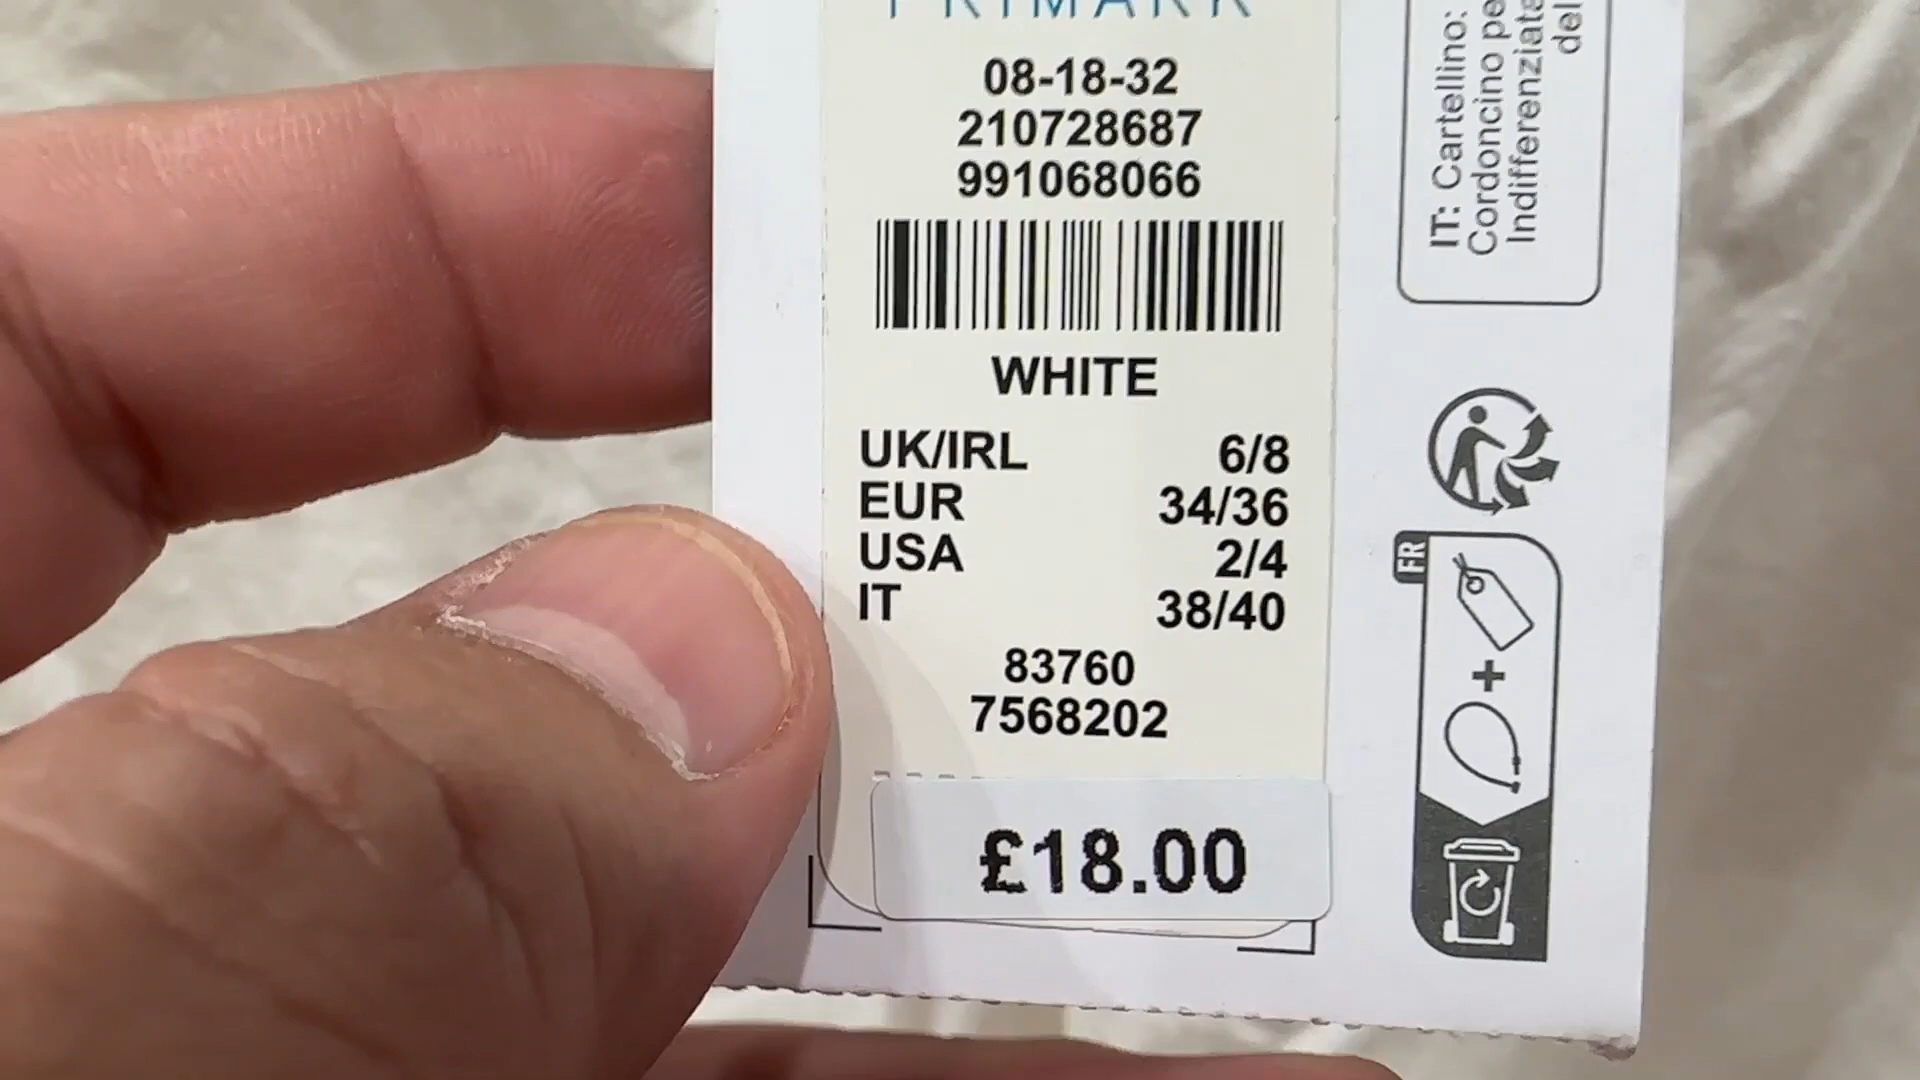 PRIMARK
08-18-32
210728687
991068066
WHITE
UK/IRL 6/8
EUR 34/36
USA 2/4
IT 38/40
83760
7568202
£18.00
IT: Cartellino:
Cordoncino pe
Indifferenziata
del
FR
+